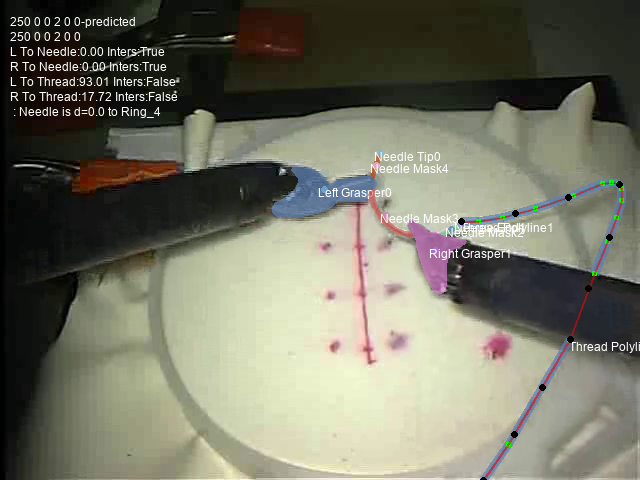 250 0 0 2 0 0-predicted
250 0 0 2 0 0
L To Needle:0.00 Inters:True
R To Needle:0.00 Inters:True
L To Thread:93.01 Inters:False
R To Thread:17.72 Inters:False
: Needle is d=0.0 to Ring_4
Needle Tip0
Needle Mask4
Left Grasper0
Needle Mask3
Needle Mask2
Right Grasper1
Thread Polyli